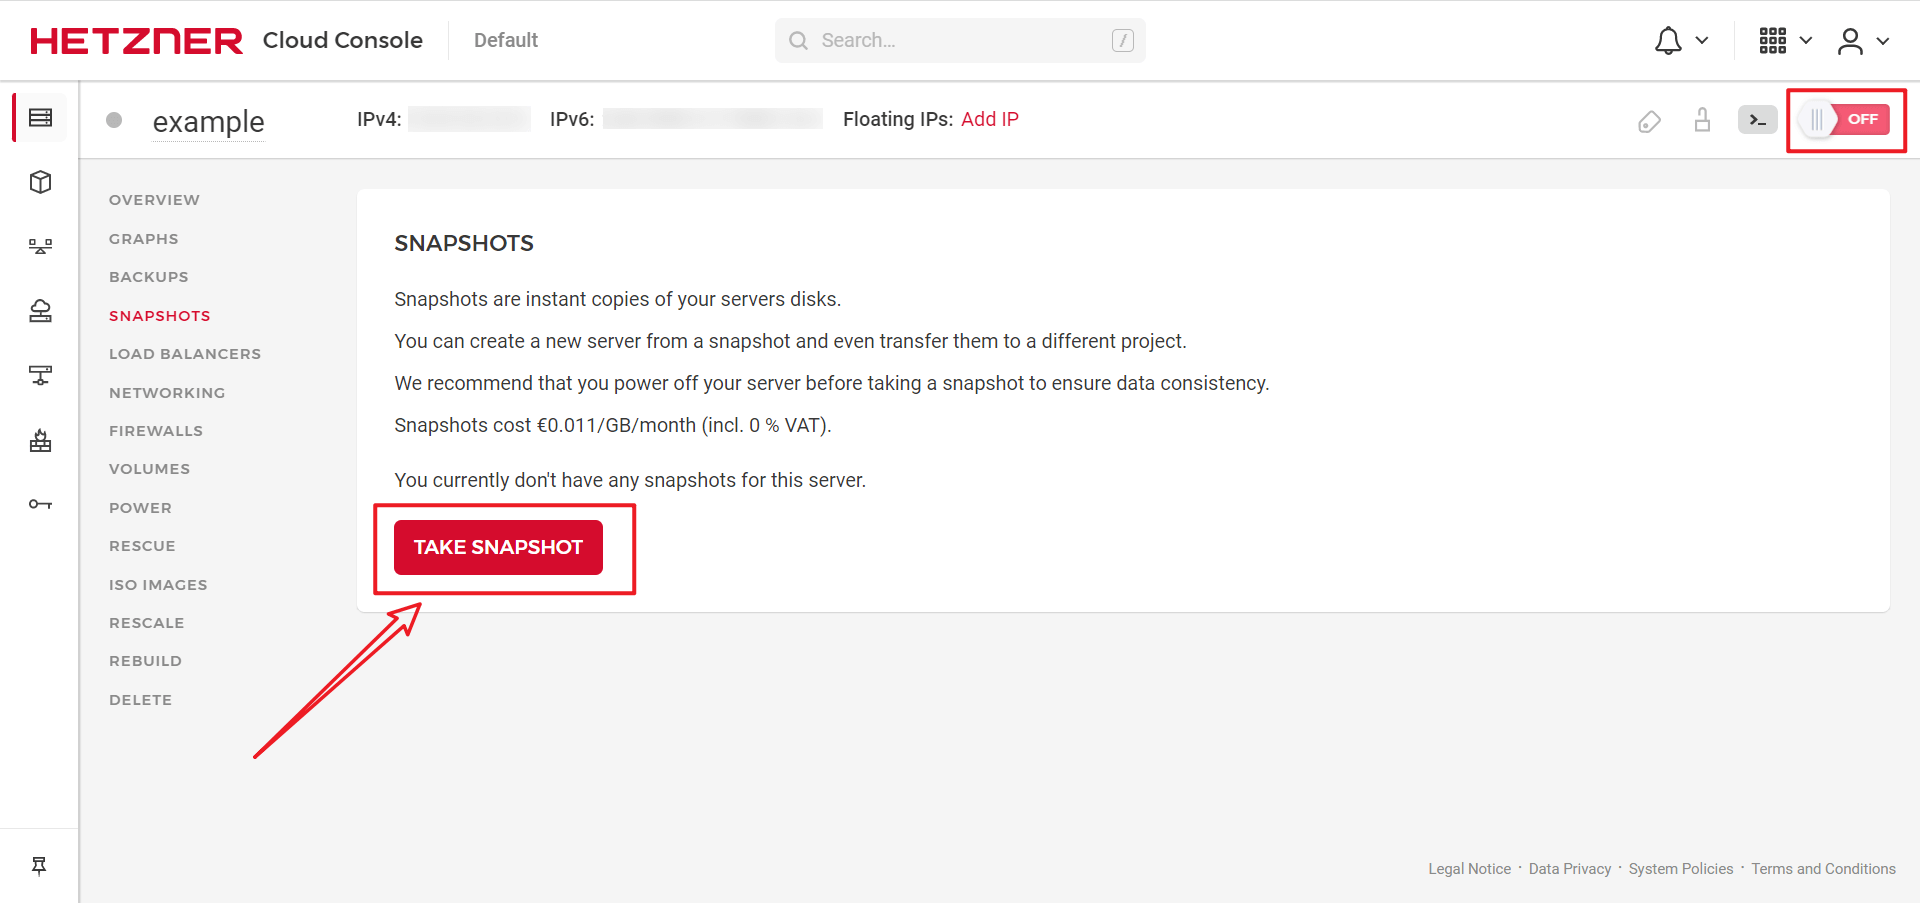 HETZNER Cloud Console Default Search... /
example IPv4: IPv6: Floating IPs: Add IP >_ OFF
OVERVIEW
GRAPHS
BACKUPS
SNAPSHOTS
LOAD BALANCERS
NETWORKING
FIREWALLS
VOLUMES
POWER
RESCUE
ISO IMAGES
RESCALE
REBUILD
DELETE
SNAPSHOTS
Snapshots are instant copies of your servers disks.
You can create a new server from a snapshot and even transfer them to a different project.
We recommend that you power off your server before taking a snapshot to ensure data consistency.
Snapshots cost €0.011/GB/month (incl. 0 % VAT).
You currently don't have any snapshots for this server.
TAKE SNAPSHOT
Legal Notice · Data Privacy · System Policies · Terms and Conditions